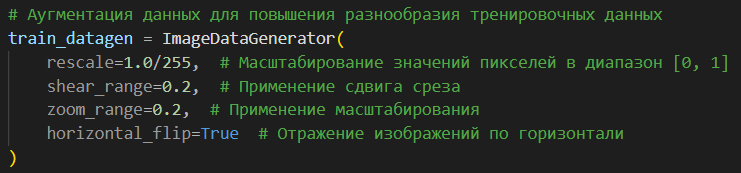 # Аугментация данных для повышения разнообразия тренировочных данных
train_datagen = ImageDataGenerator(
    rescale=1.0/255,  # Масштабирование значений пикселей в диапазон [0, 1]
    shear_range=0.2,  # Применение сдвига среза
    zoom_range=0.2,  # Применение масштабирования
    horizontal_flip=True  # Отражение изображений по горизонтали
)